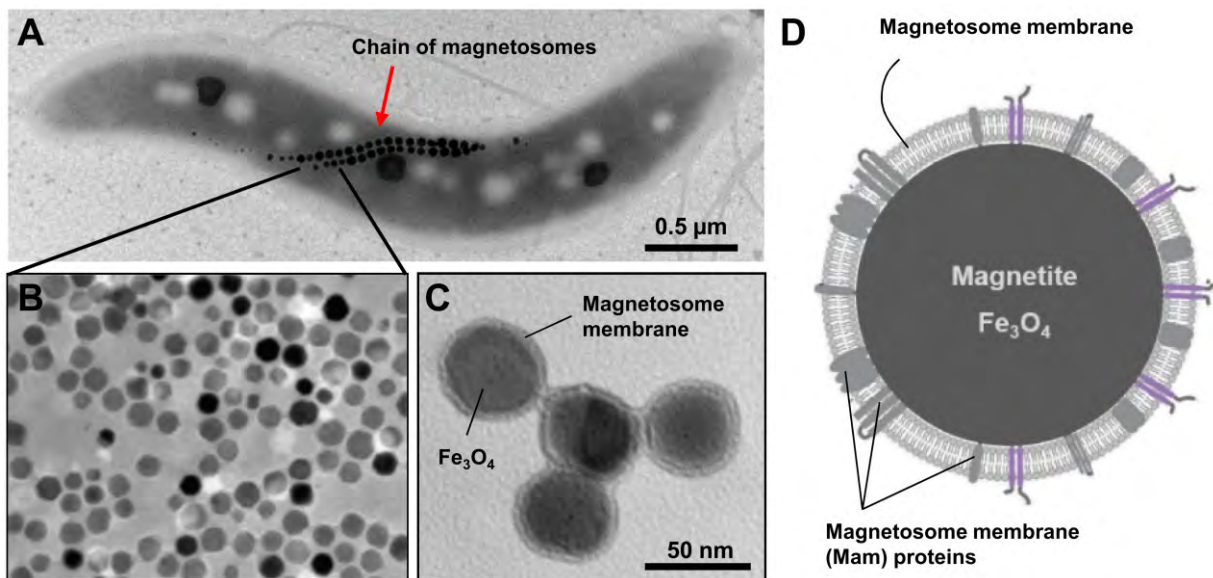 A
Chain of magnetosomes
0.5 µm
B
C
Magnetosome
membrane
Fe₃O₄
50 nm
D
Magnetosome membrane
Magnetite
Fe₃O₄
Magnetosome membrane
(Mam) proteins